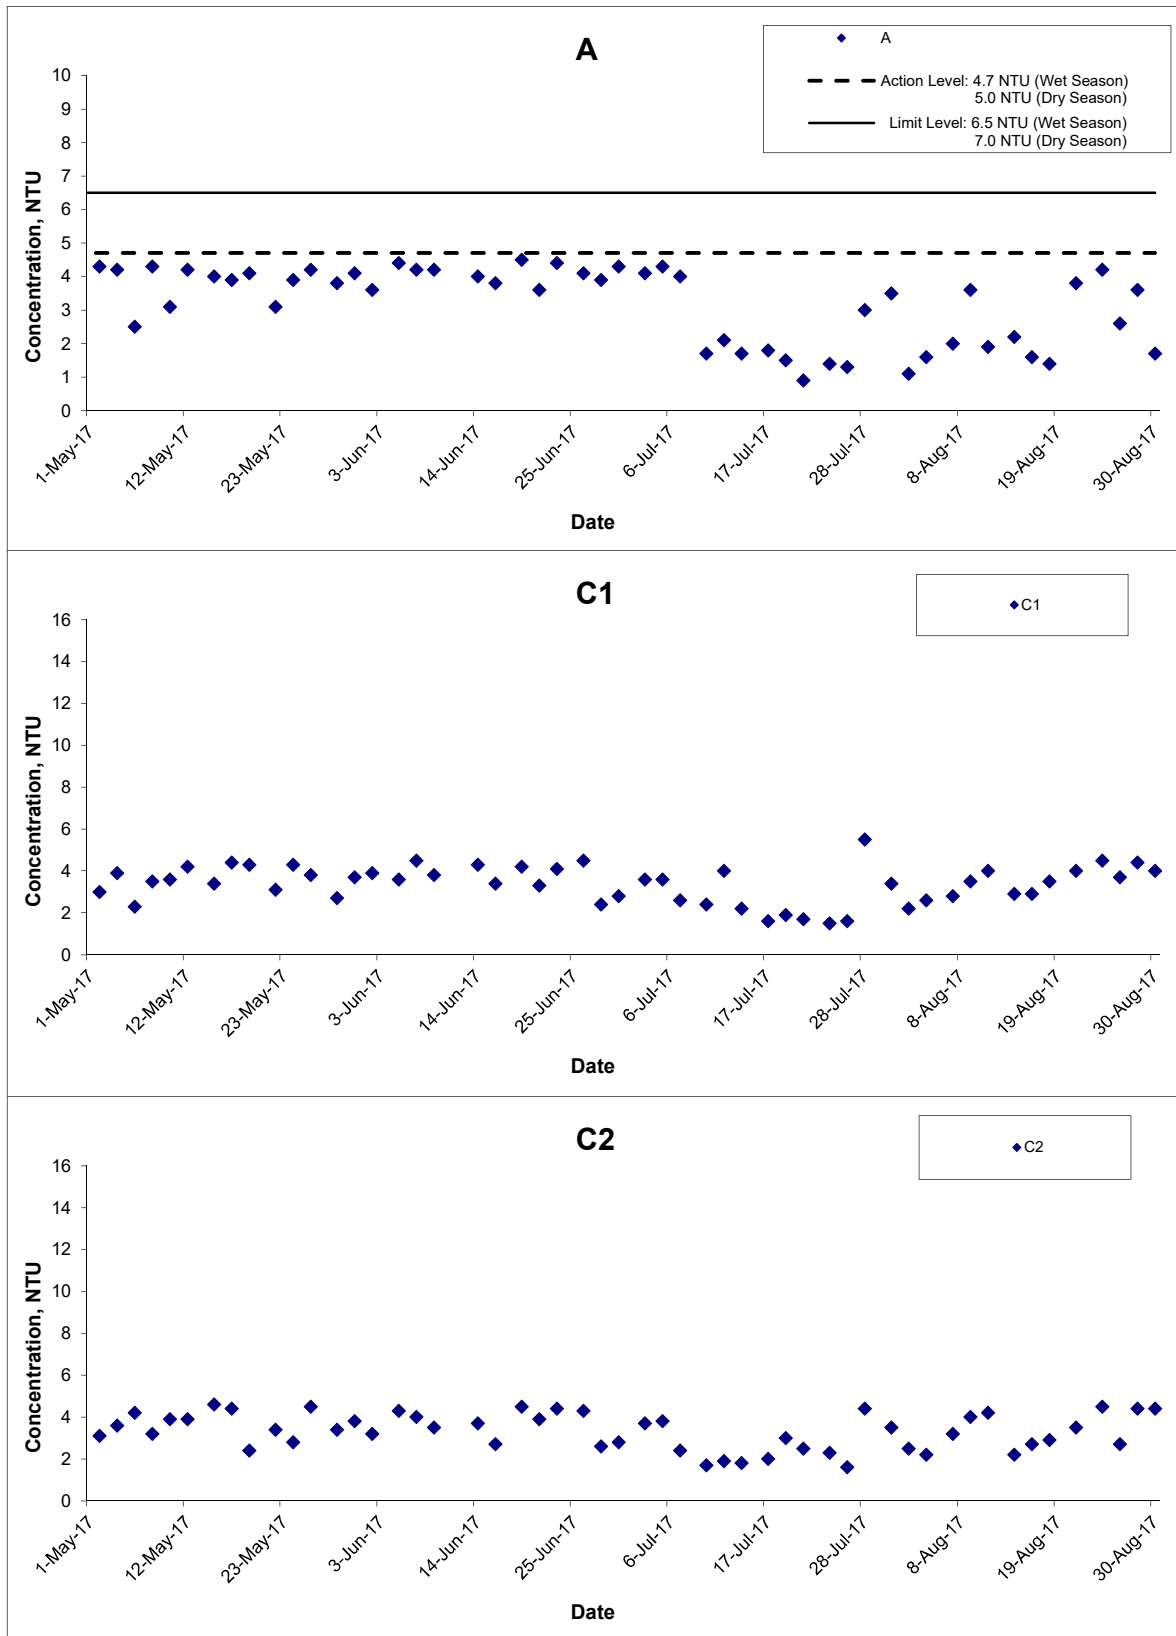 A
A
Action Level: 4.7 NTU (Wet Season)
5.0 NTU (Dry Season)
Limit Level: 6.5 NTU (Wet Season)
7.0 NTU (Dry Season)
Concentration, NTU
10
9
8
7
6
5
4
3
2
1
0
1-May-17
12-May-17
23-May-17
3-Jun-17
14-Jun-17
25-Jun-17
6-Jul-17
17-Jul-17
28-Jul-17
8-Aug-17
19-Aug-17
30-Aug-17
Date
C1
C1
Concentration, NTU
16
14
12
10
8
6
4
2
0
1-May-17
12-May-17
23-May-17
3-Jun-17
14-Jun-17
25-Jun-17
6-Jul-17
17-Jul-17
28-Jul-17
8-Aug-17
19-Aug-17
30-Aug-17
Date
C2
C2
Concentration, NTU
16
14
12
10
8
6
4
2
0
1-May-17
12-May-17
23-May-17
3-Jun-17
14-Jun-17
25-Jun-17
6-Jul-17
17-Jul-17
28-Jul-17
8-Aug-17
19-Aug-17
30-Aug-17
Date